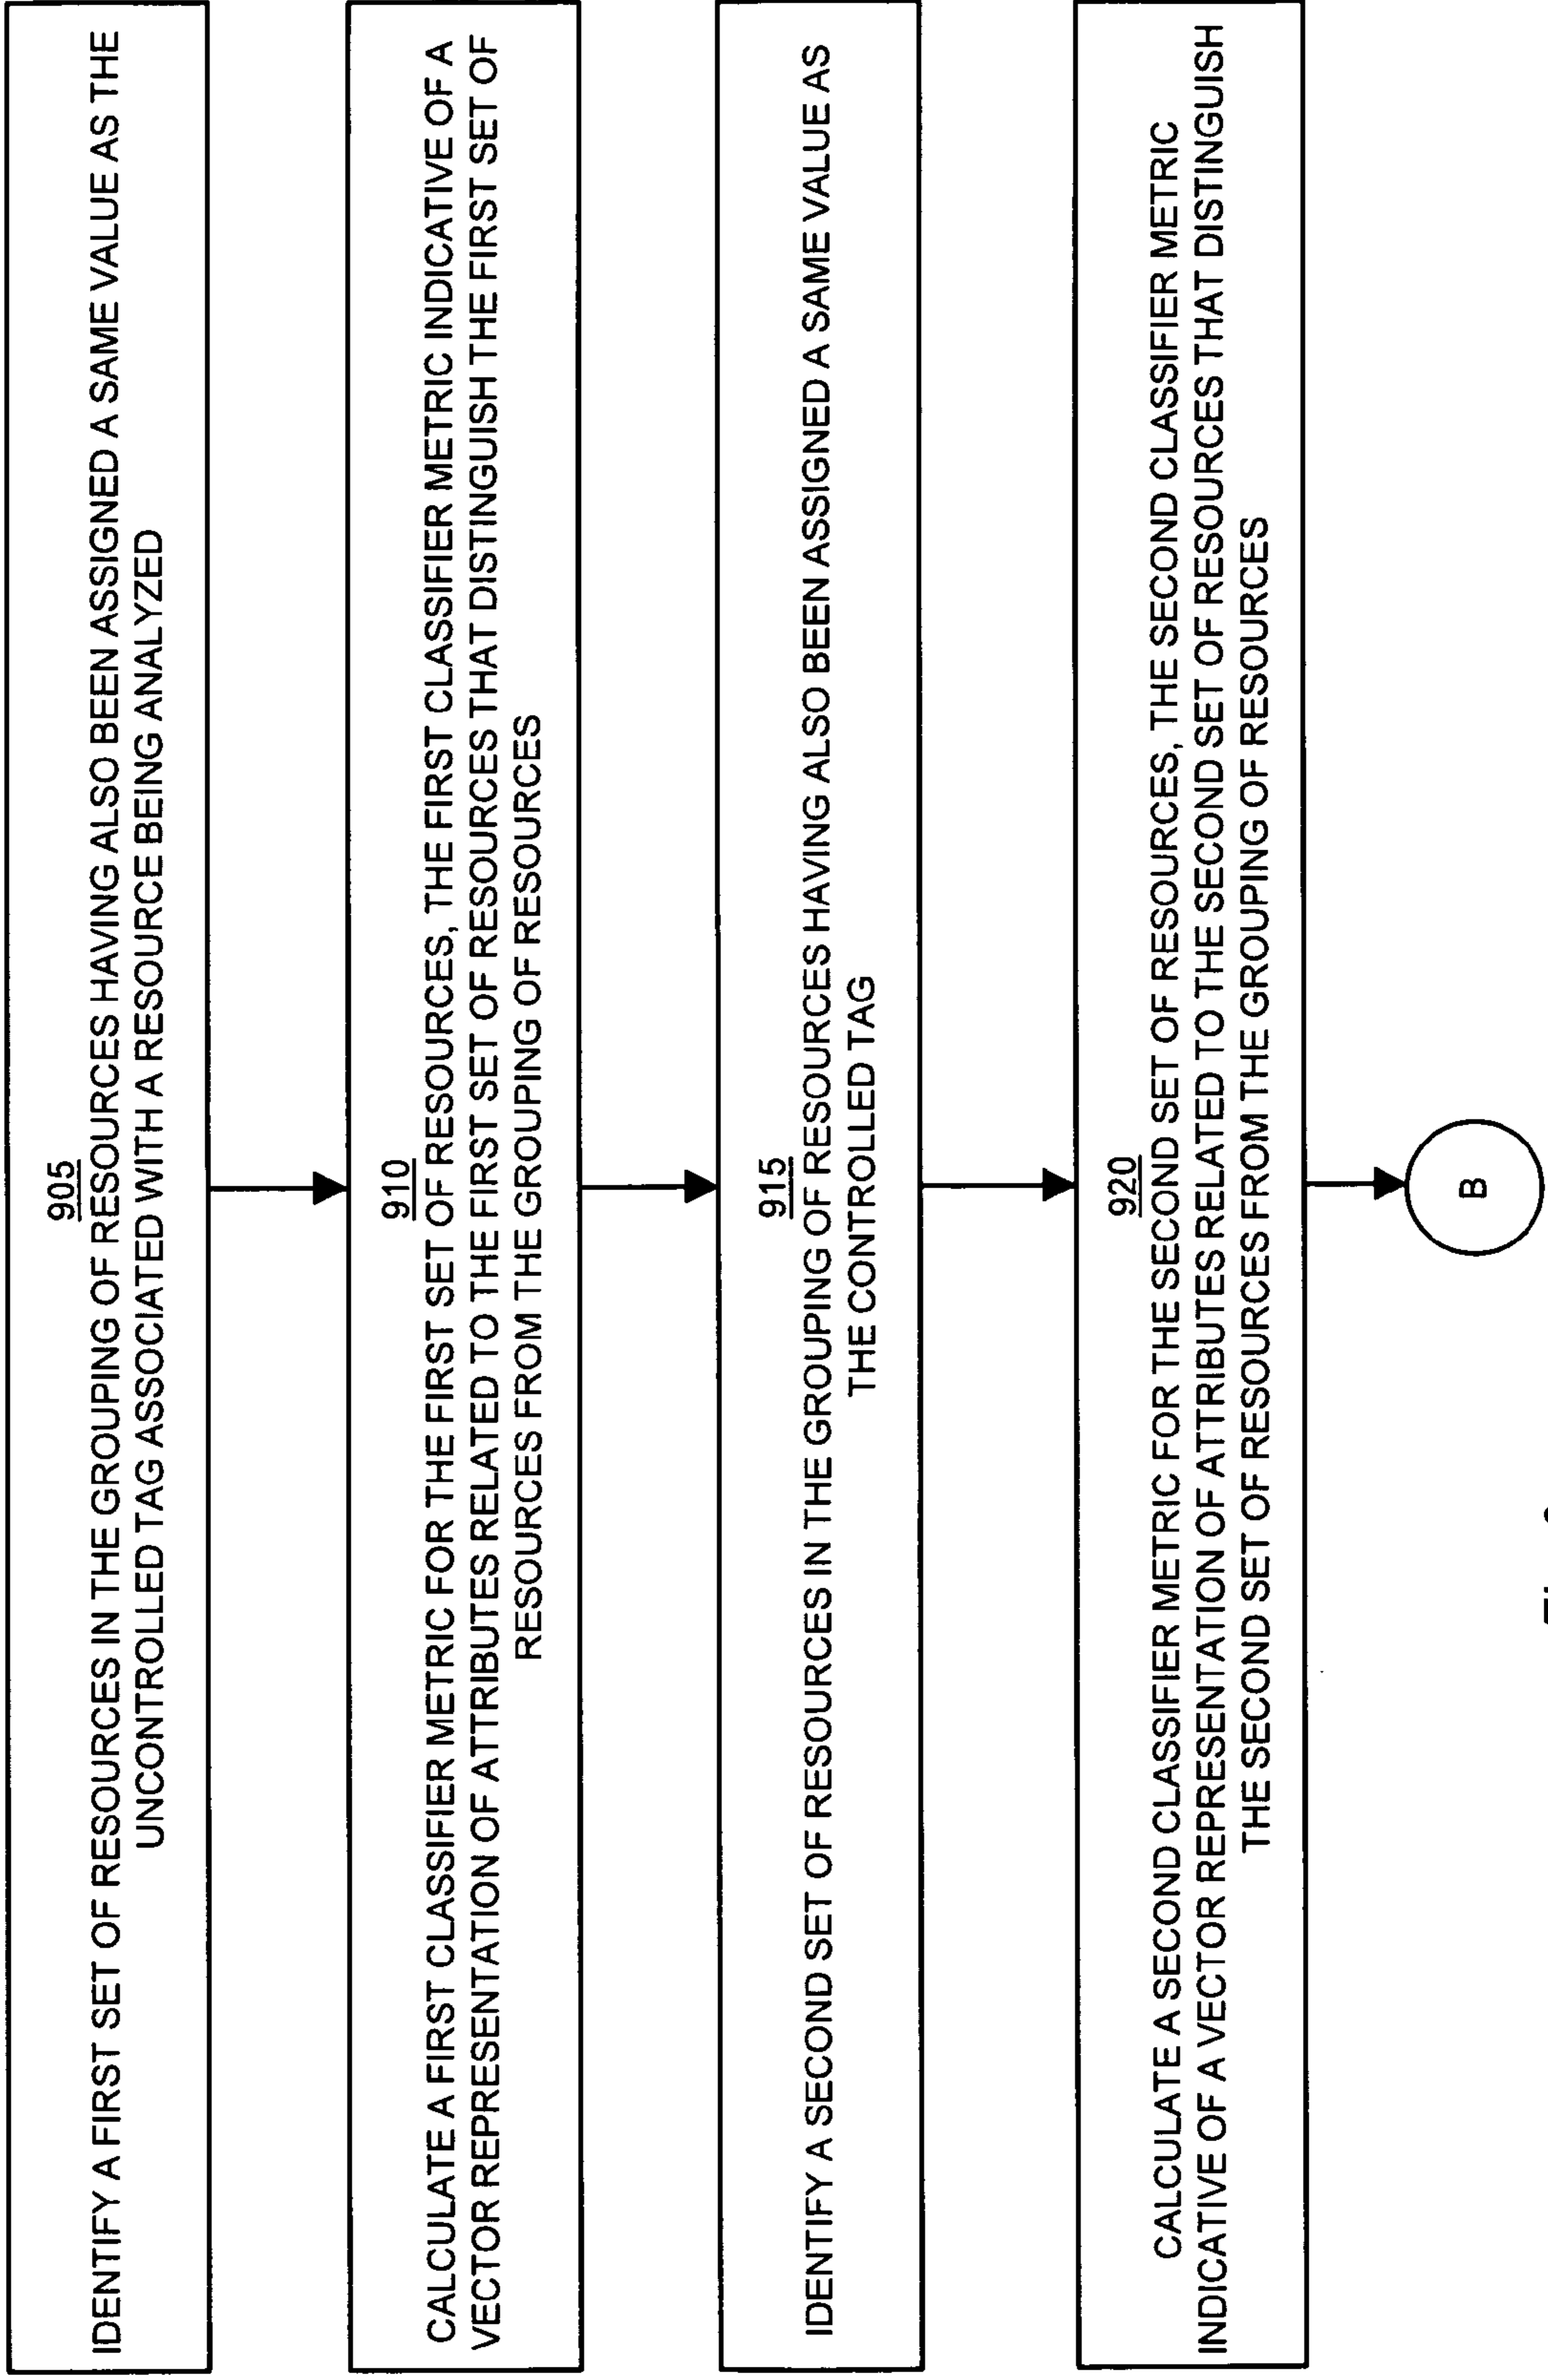 905
IDENTIFY A FIRST SET OF RESOURCES IN THE GROUPING OF RESOURCES HAVING ALSO BEEN ASSIGNED A SAME VALUE AS THE
UNCONTROLLED TAG ASSOCIATED WITH A RESOURCE BEING ANALYZED
910
CALCULATE A FIRST CLASSIFIER METRIC FOR THE FIRST SET OF RESOURCES, THE FIRST CLASSIFIER METRIC INDICATIVE OF A
VECTOR REPRESENTATION OF ATTRIBUTES RELATED TO THE FIRST SET OF RESOURCES THAT DISTINGUISH THE FIRST SET OF
RESOURCES FROM THE GROUPING OF RESOURCES
915
IDENTIFY A SECOND SET OF RESOURCES IN THE GROUPING OF RESOURCES HAVING ALSO BEEN ASSIGNED A SAME VALUE AS
THE CONTROLLED TAG
920
CALCULATE A SECOND CLASSIFIER METRIC FOR THE SECOND SET OF RESOURCES, THE SECOND CLASSIFIER METRIC
INDICATIVE OF A VECTOR REPRESENTATION OF ATTRIBUTES RELATED TO THE SECOND SET OF RESOURCES THAT DISTINGUISH
THE SECOND SET OF RESOURCES FROM THE GROUPING OF RESOURCES
B